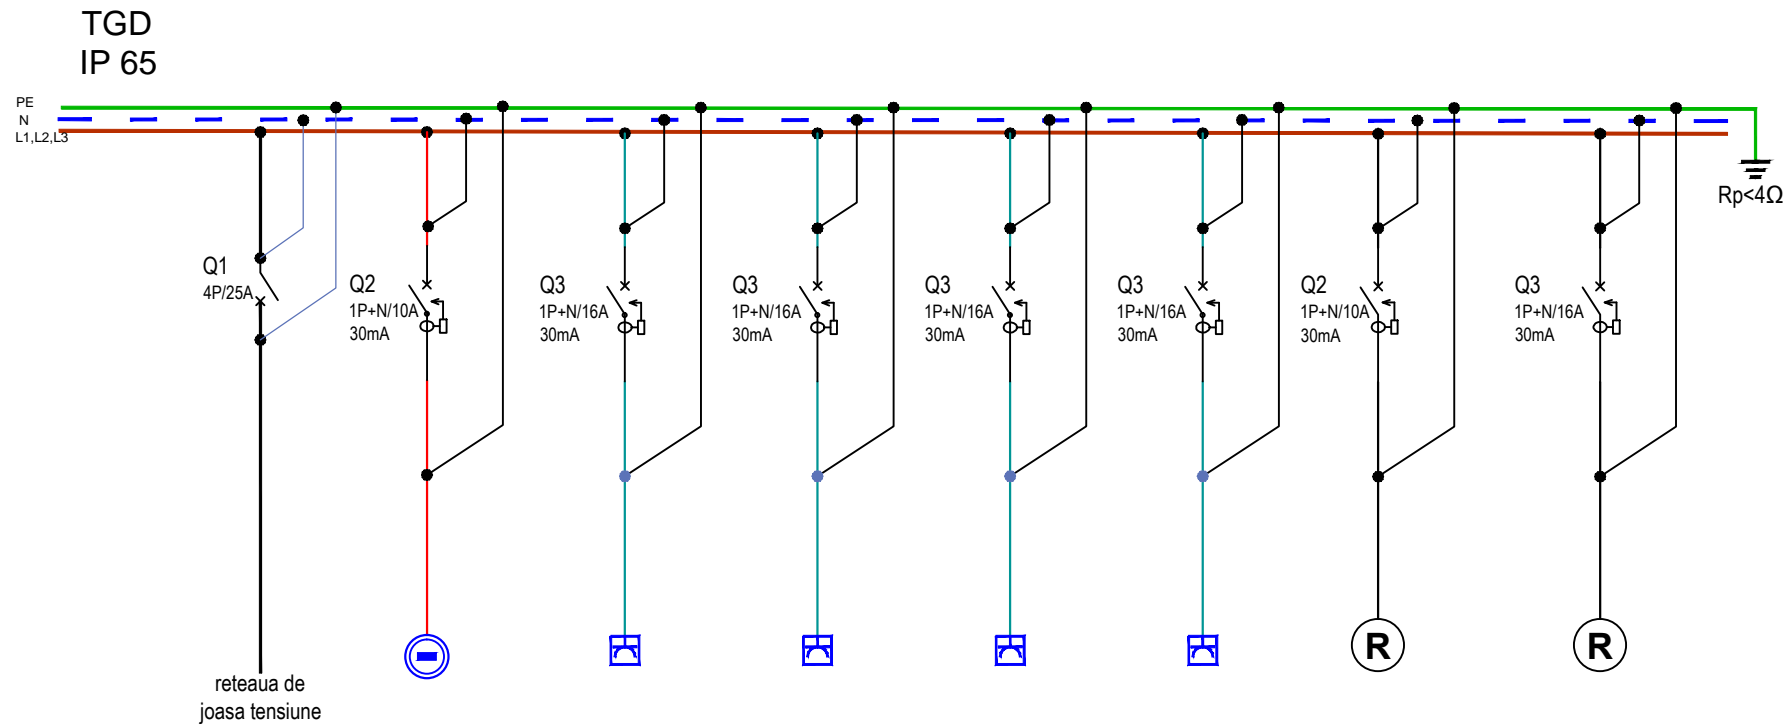 TGD
IP 65
PE
N
L1,L2,L3
Rp<4Ω
Q1
4P/25A
Q2
1P+N/10A
30mA
Q3
1P+N/16A
30mA
Q3
1P+N/16A
30mA
Q3
1P+N/16A
30mA
Q3
1P+N/16A
30mA
Q2
1P+N/10A
30mA
Q3
1P+N/16A
30mA
R
R
reteaua de
joasa tensiune